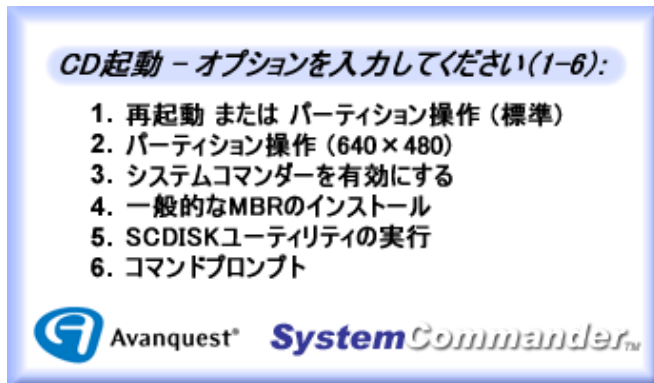 CD起動 － オプションを入力してください(1-6):
1. 再起動 または パーティション操作 (標準)
2. パーティション操作 (640×480)
3. システムコマンダーを有効にする
4. 一般的なMBRのインストール
5. SCDISKユーティリティの実行
6. コマンドプロンプト
Avanquest® SystemCommander™